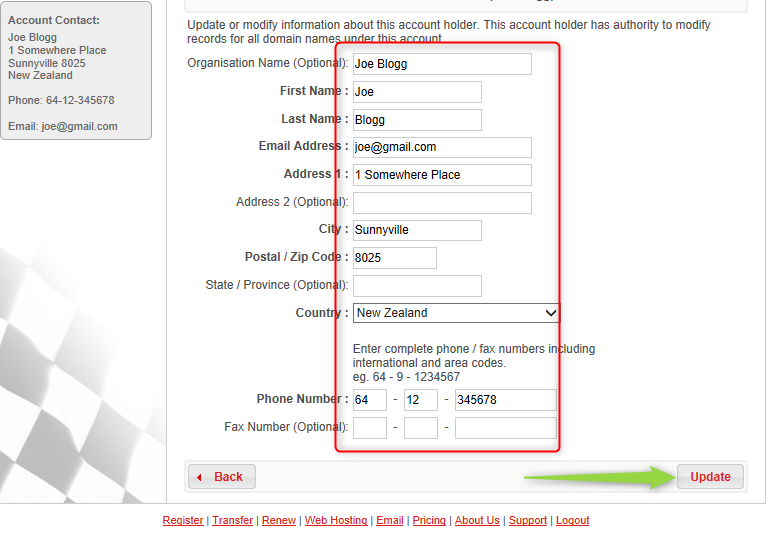 Account Contact:
Joe Blogg
1 Somewhere Place
Sunnyville 8025
New Zealand
Phone: 64-12-345678
Email: joe@gmail.com
Update or modify information about this account holder. This account holder has authority to modify
records for all domain names under this account
Organisation Name (Optional): Joe Blogg
First Name : Joe
Last Name : Blogg
Email Address : joe@gmail.com
Address 1 : 1 Somewhere Place
Address 2 (Optional):
City : Sunnyville
Postal / Zip Code : 8025
State / Province (Optional):
Country : New Zealand
Enter complete phone / fax numbers including
international and area codes.
eg. 64 - 9 - 1234567
Phone Number : 64 - 12 - 345678
Fax Number (Optional): - -
Back
Update
Register | Transfer | Renew | Web Hosting | Email | Pricing | About Us | Support | Logout